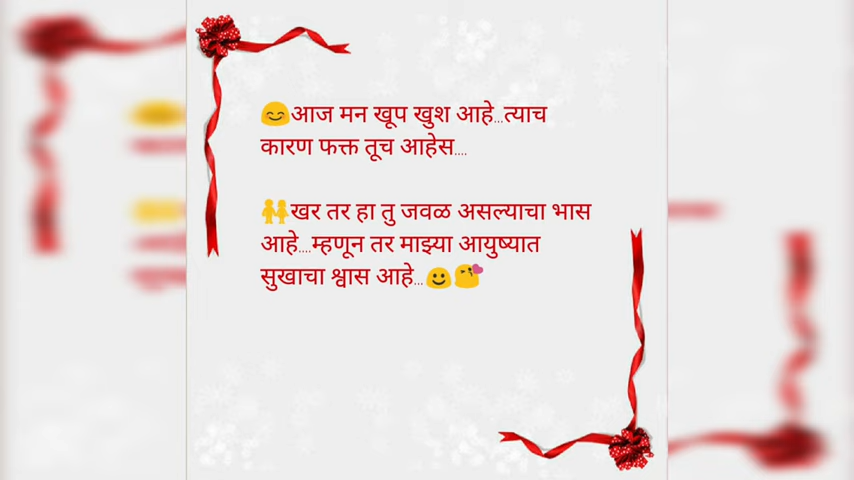 😊आज मन खूप खुश आहे...त्याच
कारण फक्त तूच आहेस....
👫खर तर हा तु जवळ असल्याचा भास
आहे....म्हणून तर माझ्या आयुष्यात
सुखाचा श्वास आहे...🙂😘